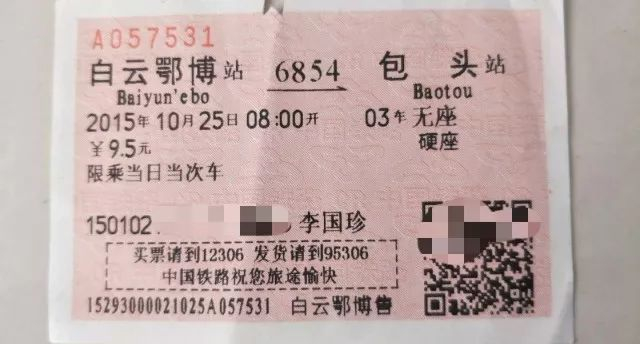 A057531
白云鄂博站 6854 包头站
Baiyun'ebo Baotou
2015年10月25日08:00开 03车无座
￥9.5元 硬座
限乘当日当次车
150102 李国珍
买票请到12306 发货请到95306
中国铁路祝您旅途愉快
15293000021025A057531 白云鄂博售